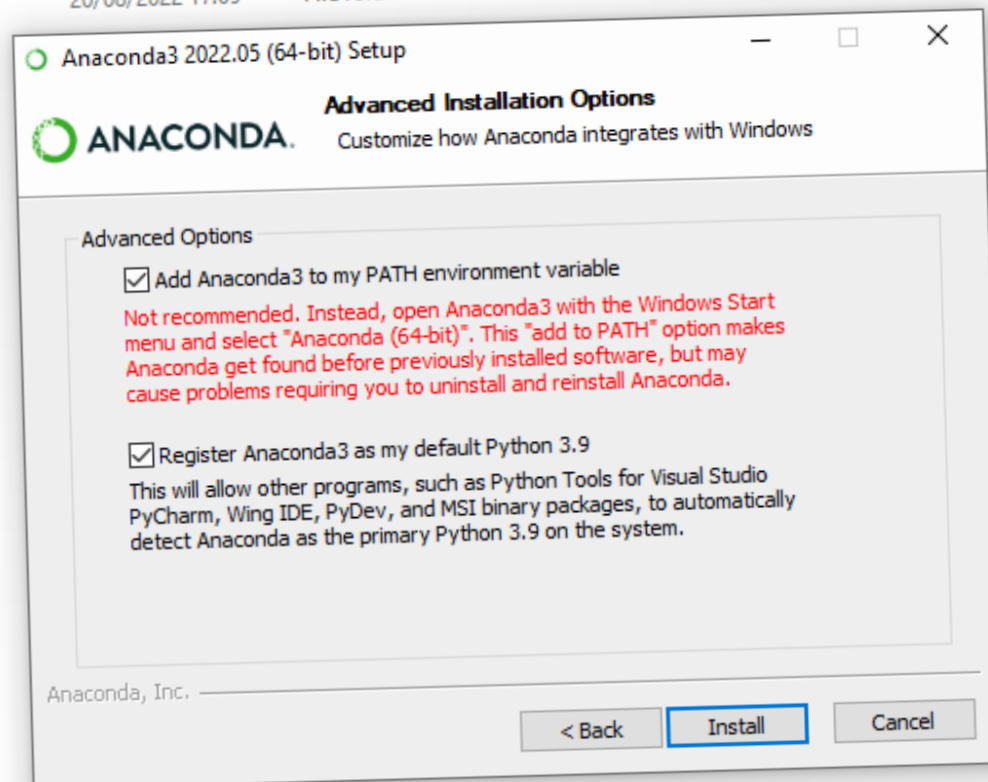 Anaconda3 2022.05 (64-bit) Setup
Advanced Installation Options
ANACONDA.
Customize how Anaconda integrates with Windows
Advanced Options
Add Anaconda3 to my PATH environment variable
Not recommended. Instead, open Anaconda3 with the Windows Start
menu and select "Anaconda (64-bit)". This "add to PATH" option makes
Anaconda get found before previously installed software, but may
cause problems requiring you to uninstall and reinstall Anaconda.
Register Anaconda3 as my default Python 3.9
This will allow other programs, such as Python Tools for Visual Studio
PyCharm, Wing IDE, PyDev, and MSI binary packages, to automatically
detect Anaconda as the primary Python 3.9 on the system.
Anaconda, Inc.
< Back
Install
Cancel